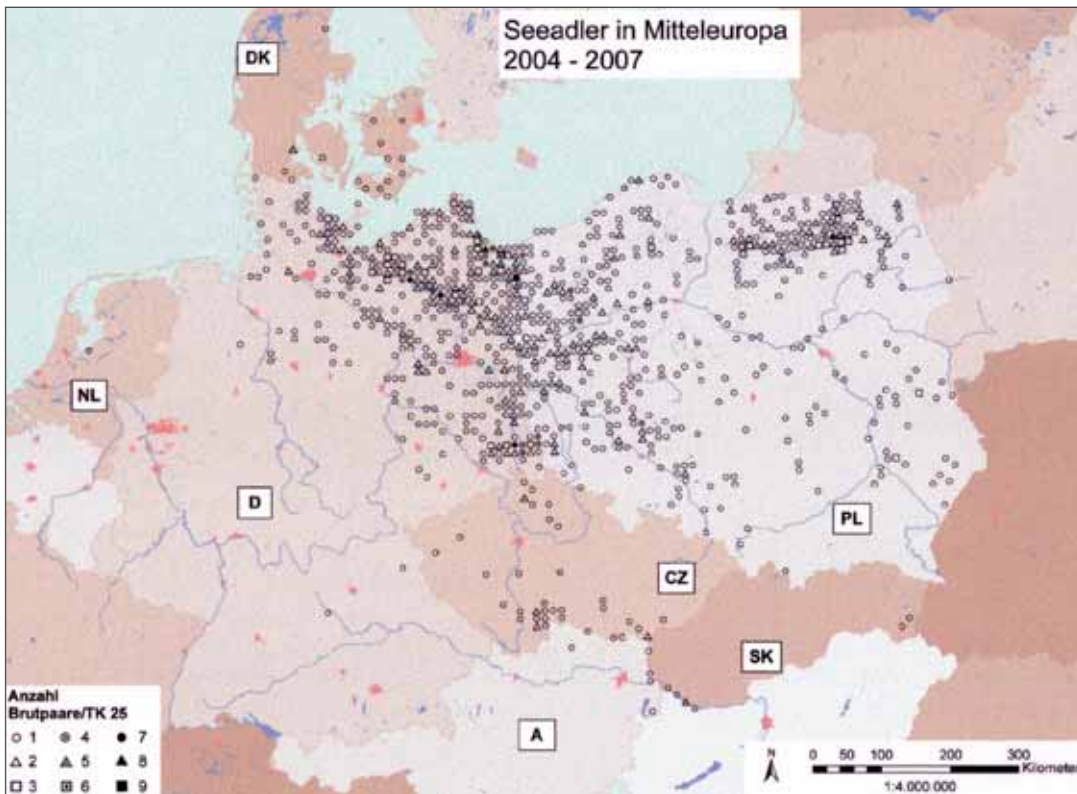 Seeadler in Mitteleuropa
2004 - 2007
DK
NL
D
PL
CZ
SK
A
Anzahl
Brutpaare/TK 25
1 4 7
2 5 8
3 6 9
N
0 50 100 200 300
Kilometer
1:4.000.000